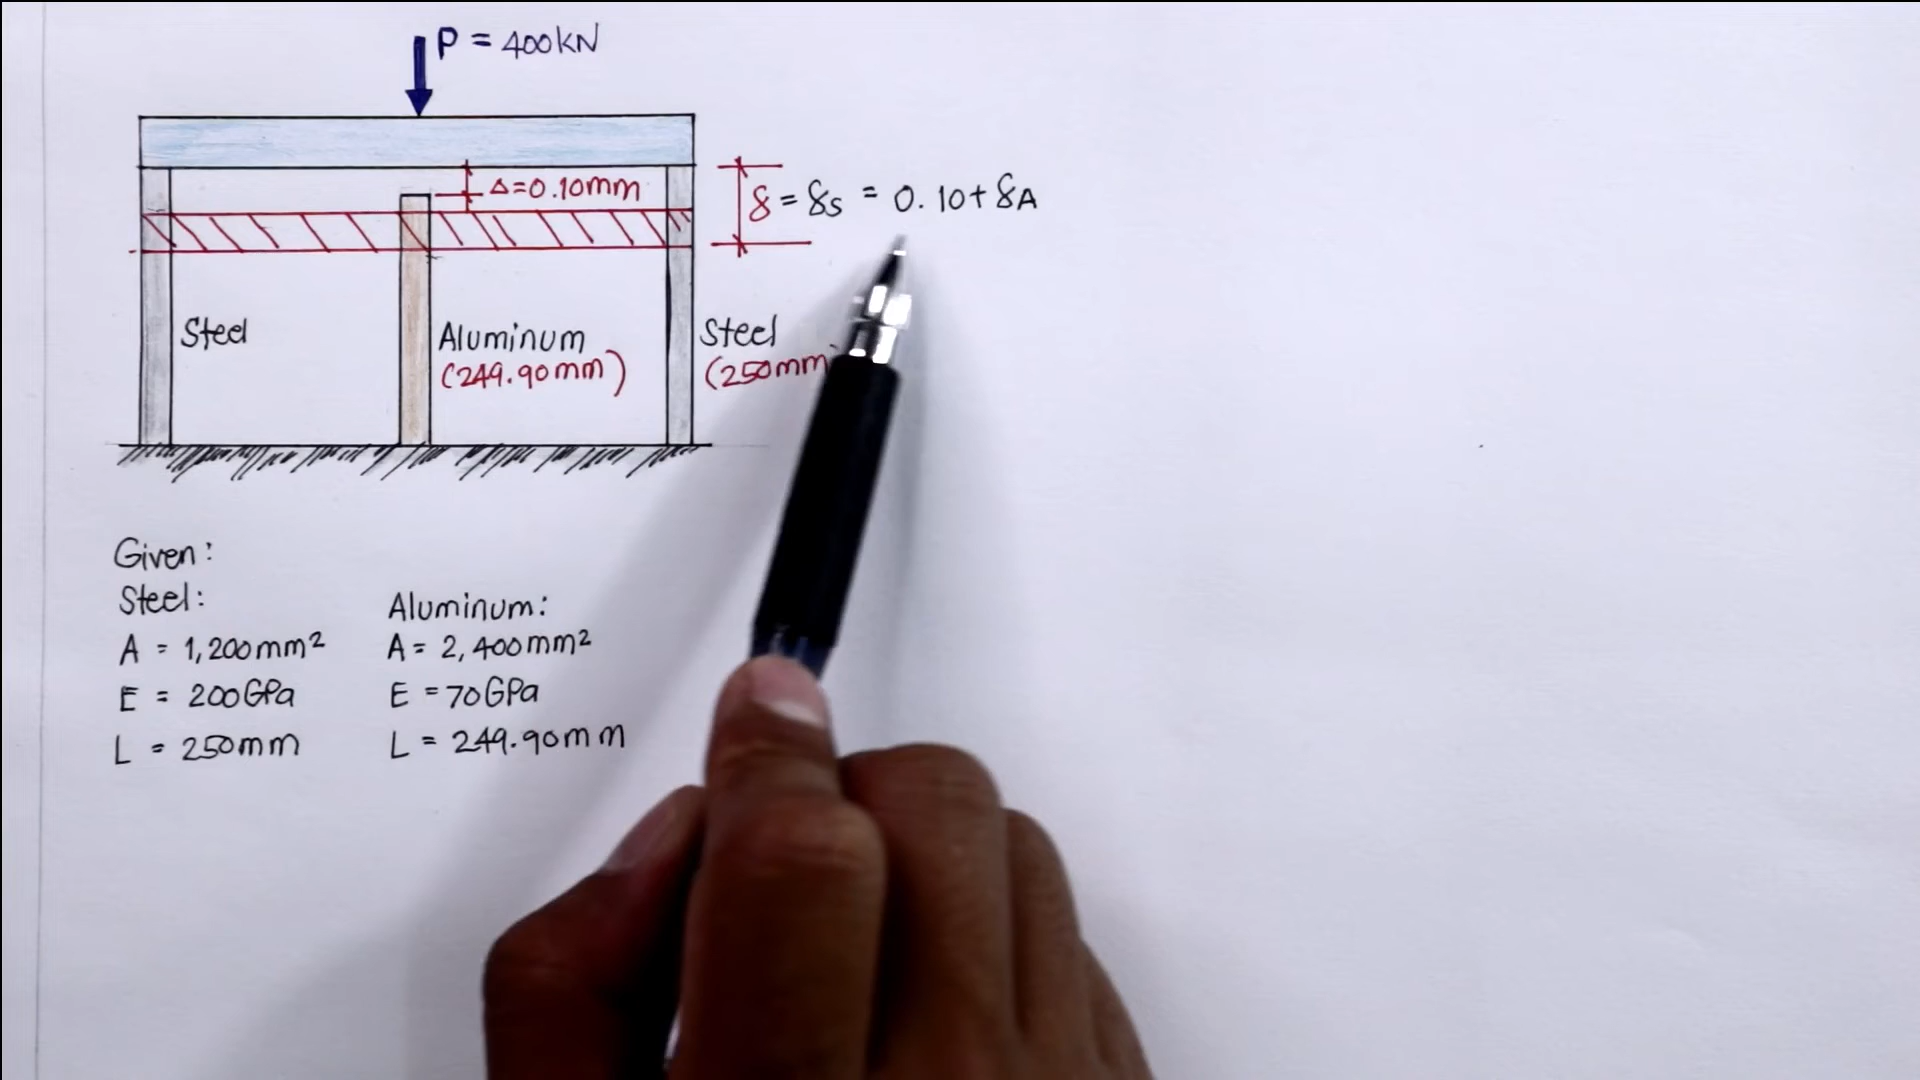 P = 400kN
Δ=0.10mm
δ = δs = 0.10 + δA
Steel
Aluminum
(249.90mm)
Steel
(250mm
Given:
Steel:
A = 1,200mm²
E = 200GPa
L = 250mm
Aluminum:
A = 2,400mm²
E = 70GPa
L = 249.90mm